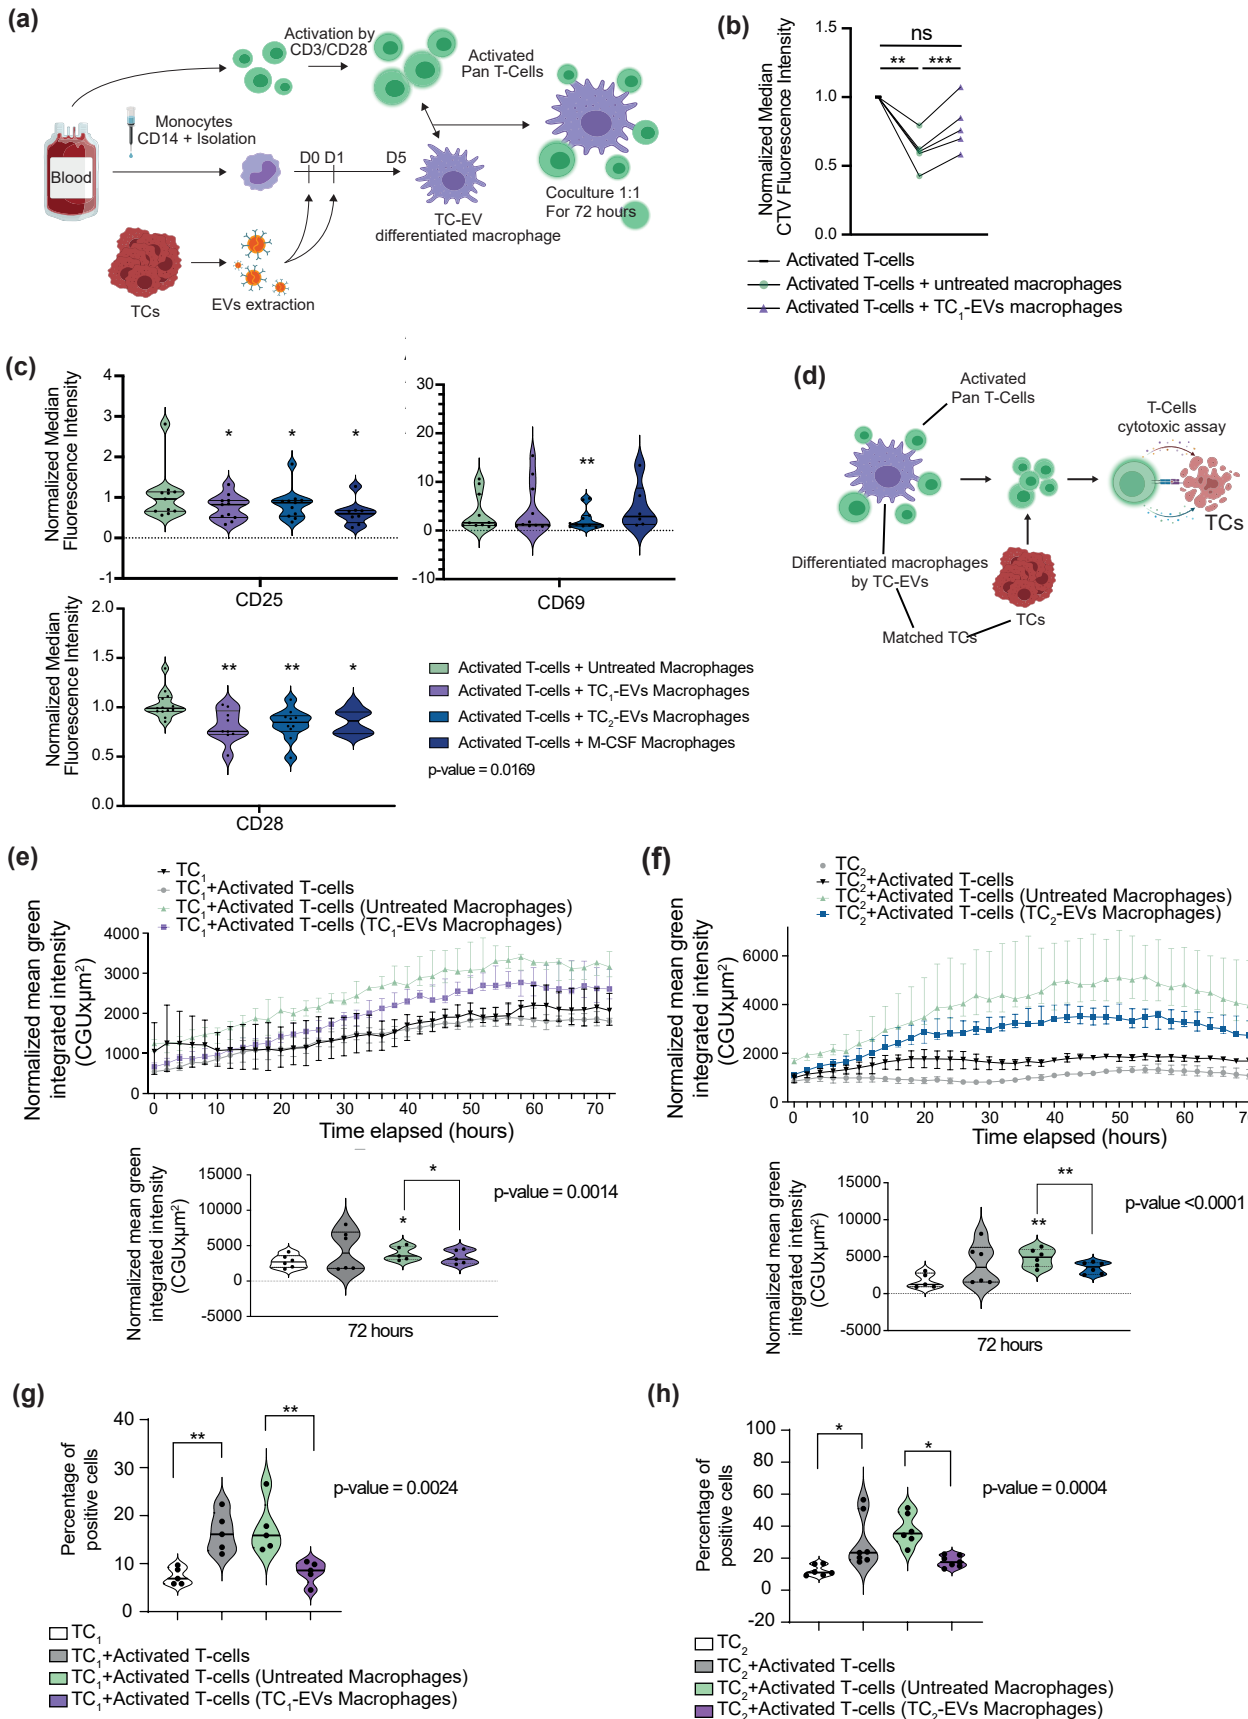 (a)
Activation by
CD3/CD28
Activated
Pan T-Cells
Monocytes
CD14 + Isolation
Blood
D0 D1
D5
TC-EV
differentiated macrophage
Coculture 1:1
For 72 hours
TCs
EVs extraction
(b)
Normalized Median
CTV Fluorescence Intensity
1.0
0.5
0.0
ns
**
***
Activated T-cells
Activated T-cells + untreated macrophages
Activated T-cells + TC1-EVs macrophages
(c)
Normalized Median
Fluorescence Intensity
4
3
2
1
0
-1
*
*
*
CD25
30
20
10
0
-10
**
CD69
Normalized Median
Fluorescence Intensity
2.0
1.5
1.0
0.5
0.0
**
**
*
CD28
Activated T-cells + Untreated Macrophages
Activated T-cells + TC1-EVs Macrophages
Activated T-cells + TC2-EVs Macrophages
Activated T-cells + M-CSF Macrophages
p-value = 0.0169
(d)
Activated
Pan T-Cells
T-Cells
cytotoxic assay
TCs
Differentiated macrophages
by TC-EVs
Matched TCs
TCs
(e)
TC1
TC1+Activated T-cells
TC1+Activated T-cells (Untreated Macrophages)
TC1+Activated T-cells (TC1-EVs Macrophages)
Normalized mean green
integrated intensity
(CGUxµm²)
4000
3000
2000
1000
0
0 10 20 30 40 50 60 70
Time elapsed (hours)
Normalized mean green
integrated intensity
(CGUxµm²)
15000
10000
5000
0
-5000
*
*
p-value = 0.0014
72 hours
(f)
TC2
TC2+Activated T-cells
TC2+Activated T-cells (Untreated Macrophages)
TC2+Activated T-cells (TC2-EVs Macrophages)
Normalized mean green
integrated intensity
(CGUxµm²)
6000
4000
2000
0
0 10 20 30 40 50 60 70
Time elapsed (hours)
Normalized mean green
integrated intensity
(CGUxµm²)
15000
10000
5000
0
-5000
**
**
p-value <0.0001
72 hours
(g)
Percentage of
positive cells
40
30
20
10
0
**
**
p-value = 0.0024
TC1
TC1+Activated T-cells
TC1+Activated T-cells (Untreated Macrophages)
TC1+Activated T-cells (TC1-EVs Macrophages)
(h)
Percentage of
positive cells
100
80
60
40
20
0
-20
*
*
p-value = 0.0004
TC2
TC2+Activated T-cells
TC2+Activated T-cells (Untreated Macrophages)
TC2+Activated T-cells (TC2-EVs Macrophages)